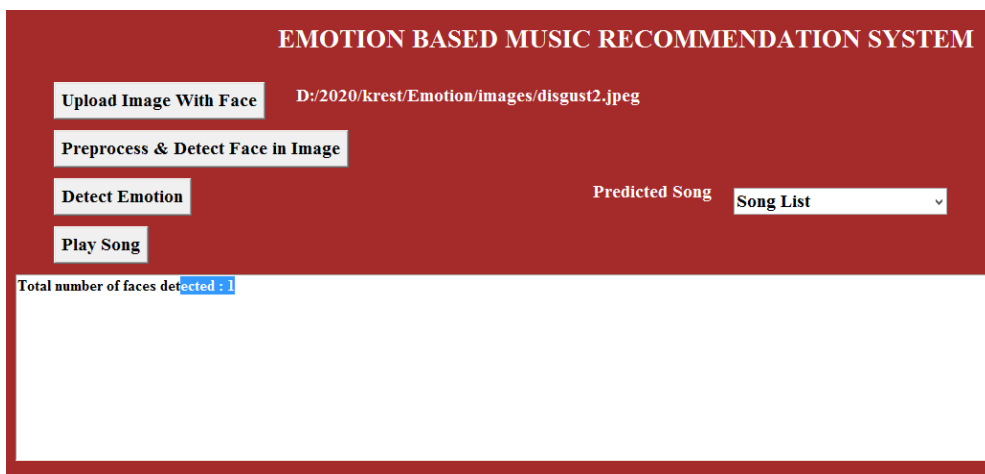 EMOTION BASED MUSIC RECOMMENDATION SYSTEM
Upload Image With Face
D:/2020/krest/Emotion/images/disgust2.jpeg
Preprocess & Detect Face in Image
Detect Emotion
Predicted Song
Song List
Play Song
Total number of faces detected : 1